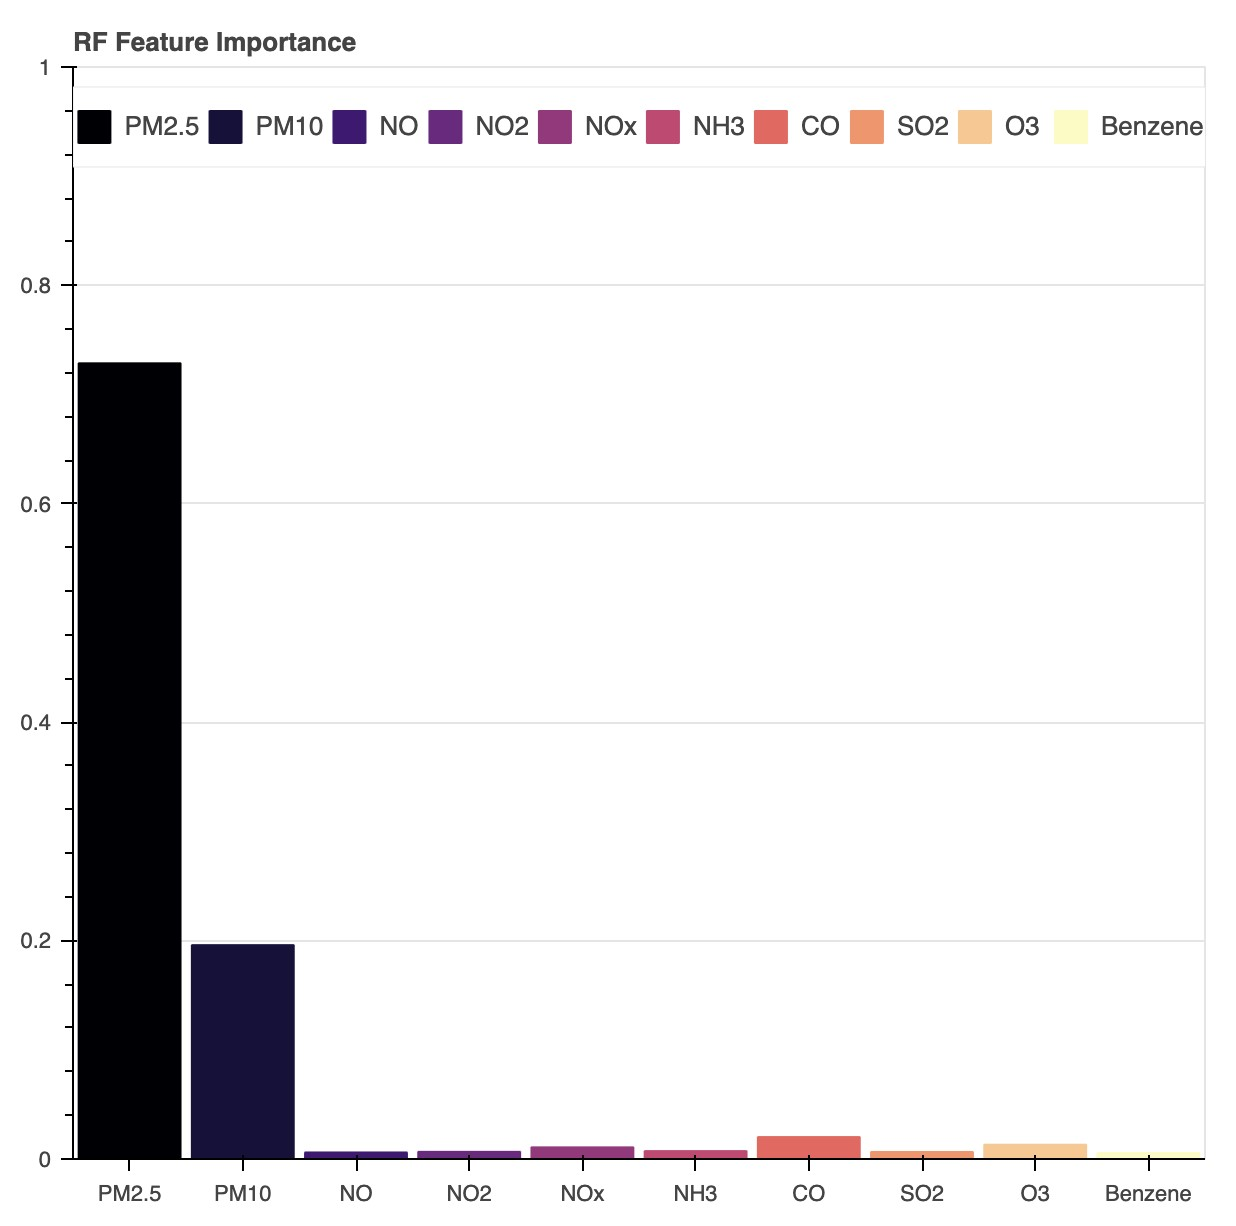 RF Feature Importance
1
PM2.5 PM10 NO NO2 NOx NH3 CO SO2 O3 Benzene
0.8
0.6
0.4
0.2
0
PM2.5 PM10 NO NO2 NOx NH3 CO SO2 O3 Benzene